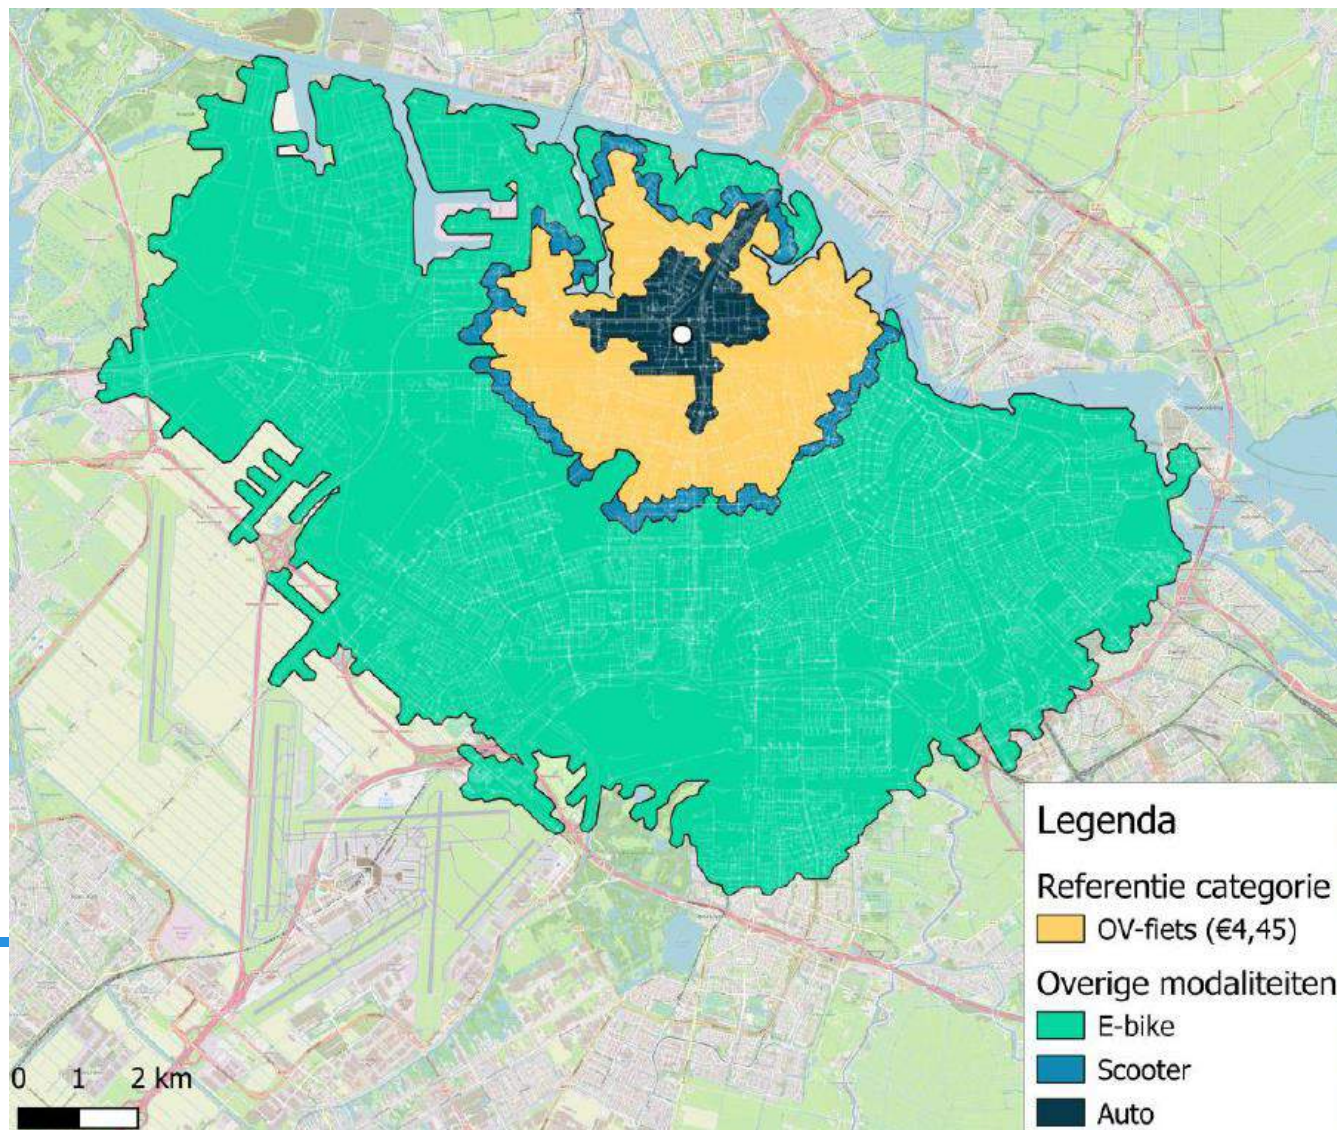 Legenda
Referentie categorie
OV-fiets (€4,45)
Overige modaliteiten
E-bike
Scooter
Auto
0 1 2 km